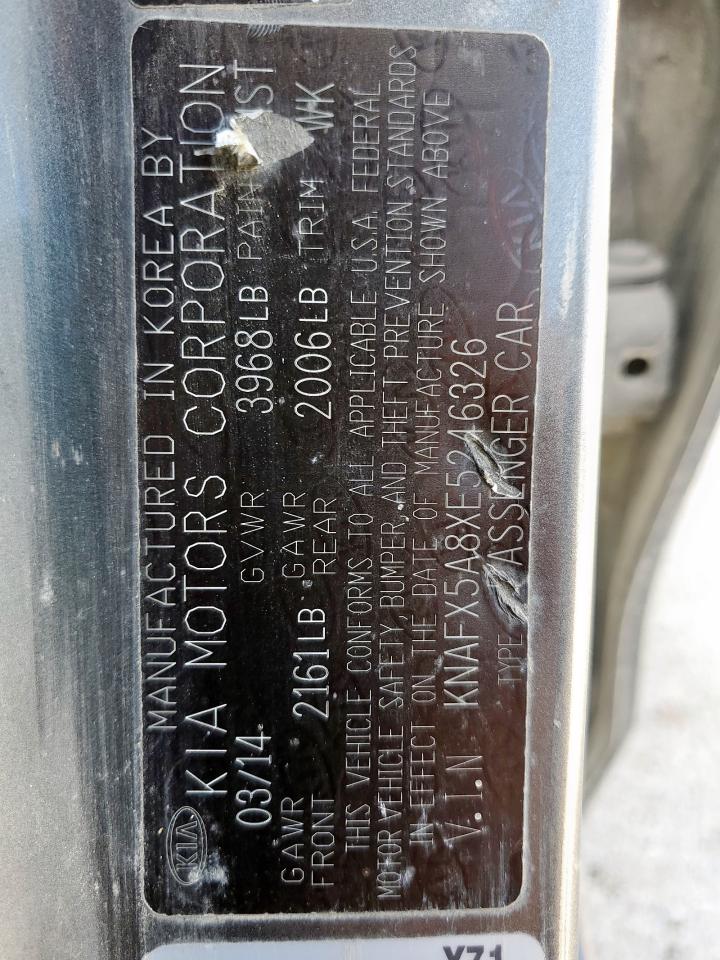 MANUFACTURED IN KOREA BY
KIA KIA MOTORS CORPORATION
03/14 GVWR 3968LB
GAWR FRONT 2161LB GAWR REAR 2006LB TRIM WK
THIS VEHICLE CONFORMS TO ALL APPLICABLE U.S.A. FEDERAL
MOTOR VEHICLE SAFETY, BUMPER, AND THEFT PREVENTION STANDARDS
IN EFFECT ON THE DATE OF MANUFACTURE SHOWN ABOVE
V.I.N KNAFX5A8XE5246326
TYPE PASSENGER CAR KIA